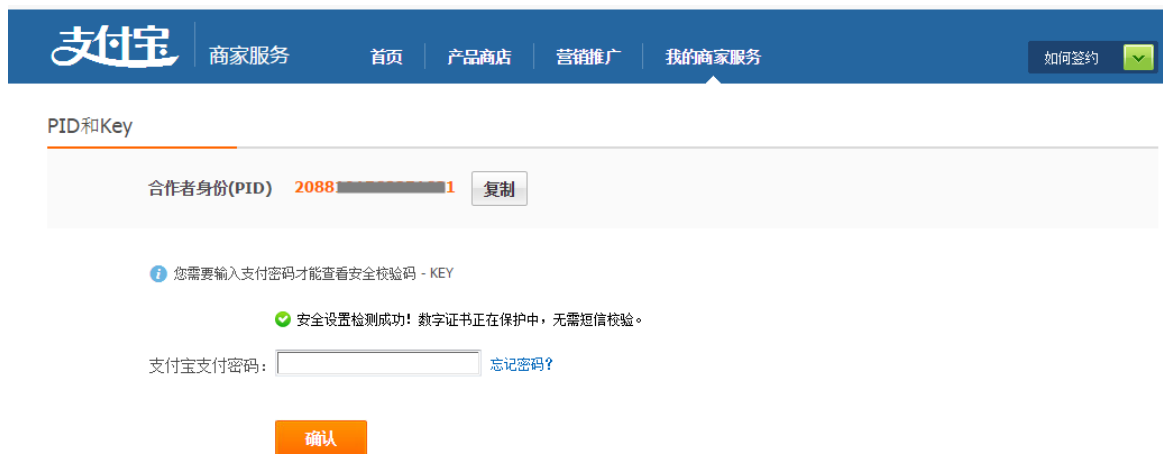 支付宝 商家服务 首页 产品商店 营销推广 我的商家服务 如何签约
PID和Key
合作者身份(PID) 2088 1 复制
您需要输入支付密码才能查看安全校验码 - KEY
安全设置检测成功！数字证书正在保护中，无需短信校验。
支付宝支付密码： 忘记密码?
确认